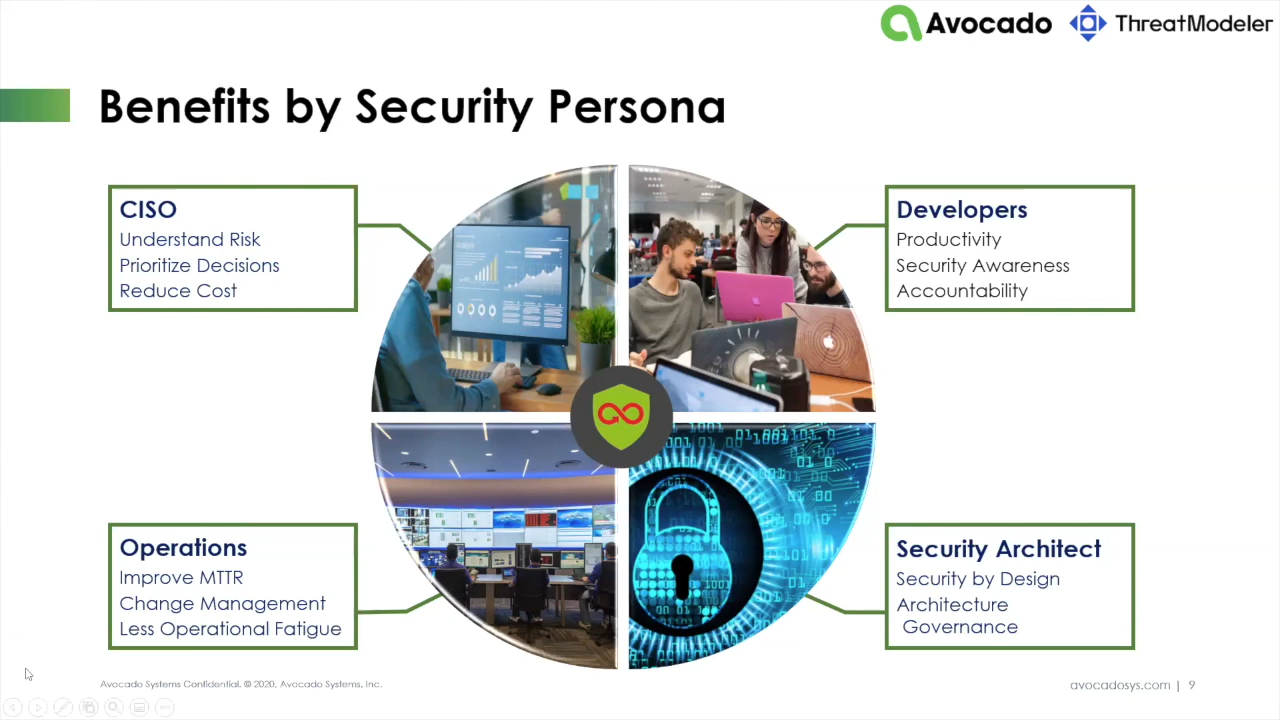 Avocado ThreatModeler
Benefits by Security Persona
CISO
Understand Risk
Prioritize Decisions
Reduce Cost
Developers
Productivity
Security Awareness
Accountability
Operations
Improve MTTR
Change Management
Less Operational Fatigue
Security Architect
Security by Design
Architecture
Governance
Avocado Systems Confidential. © 2020, Avocado Systems, Inc.
avocadosys.com | 9